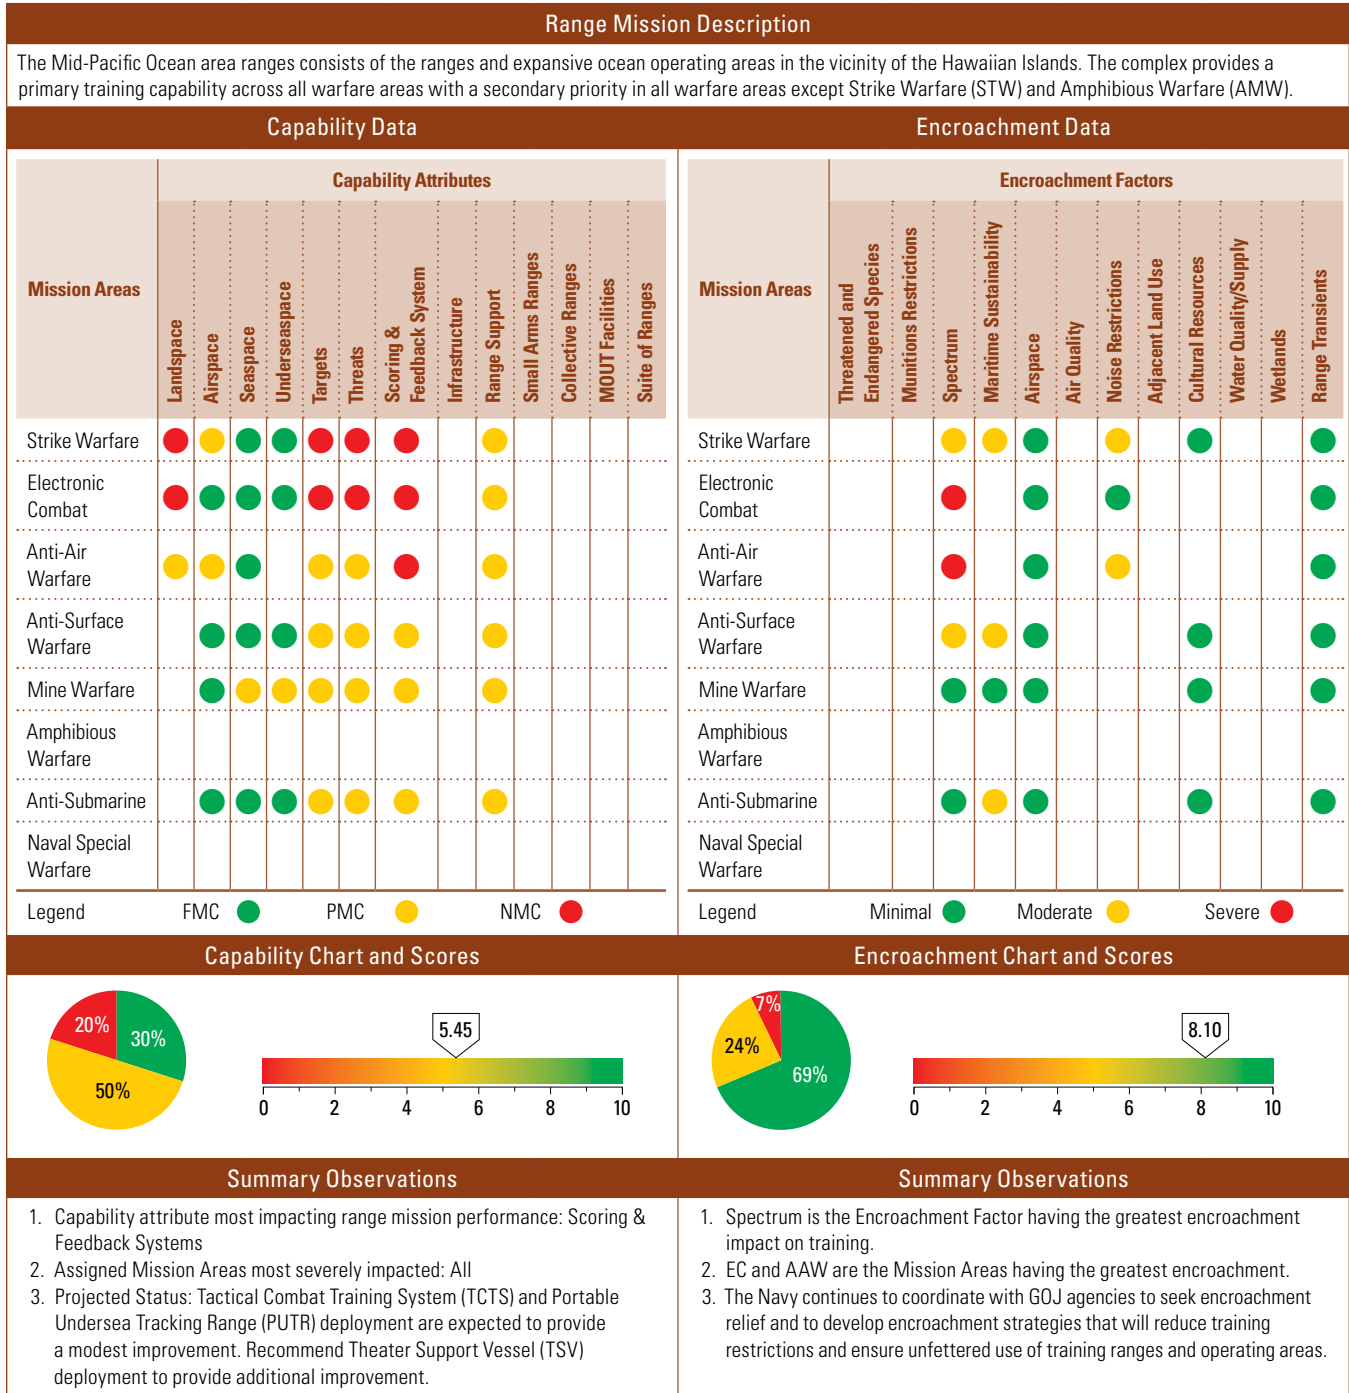 Range Mission Description
The Mid-Pacific Ocean area ranges consists of the ranges and expansive ocean operating areas in the vicinity of the Hawaiian Islands. The complex provides a
primary training capability across all warfare areas with a secondary priority in all warfare areas except Strike Warfare (STW) and Amphibious Warfare (AMW).
Capability Data
Mission Areas
Capability Attributes
Landspace
Airspace
Seaspace
Underseaspace
Targets
Threats
Scoring &
Feedback System
Infrastructure
Range Support
Small Arms Ranges
Collective Ranges
MOUT Facilities
Suite of Ranges
Strike Warfare
Electronic
Combat
Anti-Air
Warfare
Anti-Surface
Warfare
Mine Warfare
Amphibious
Warfare
Anti-Submarine
Naval Special
Warfare
Legend FMC PMC NMC
Encroachment Data
Mission Areas
Encroachment Factors
Threatened and
Endangered Species
Munitions Restrictions
Spectrum
Maritime Sustainability
Airspace
Air Quality
Noise Restrictions
Adjacent Land Use
Cultural Resources
Water Quality/Supply
Wetlands
Range Transients
Strike Warfare
Electronic
Combat
Anti-Air
Warfare
Anti-Surface
Warfare
Mine Warfare
Amphibious
Warfare
Anti-Submarine
Naval Special
Warfare
Legend Minimal Moderate Severe
Capability Chart and Scores
20%
30%
50%
5.45
0 2 4 6 8 10
Encroachment Chart and Scores
7%
24%
69%
8.10
0 2 4 6 8 10
Summary Observations
1. Capability attribute most impacting range mission performance: Scoring &
Feedback Systems
2. Assigned Mission Areas most severely impacted: All
3. Projected Status: Tactical Combat Training System (TCTS) and Portable
Undersea Tracking Range (PUTR) deployment are expected to provide
a modest improvement. Recommend Theater Support Vessel (TSV)
deployment to provide additional improvement.
Summary Observations
1. Spectrum is the Encroachment Factor having the greatest encroachment
impact on training.
2. EC and AAW are the Mission Areas having the greatest encroachment.
3. The Navy continues to coordinate with GOJ agencies to seek encroachment
relief and to develop encroachment strategies that will reduce training
restrictions and ensure unfettered use of training ranges and operating areas.